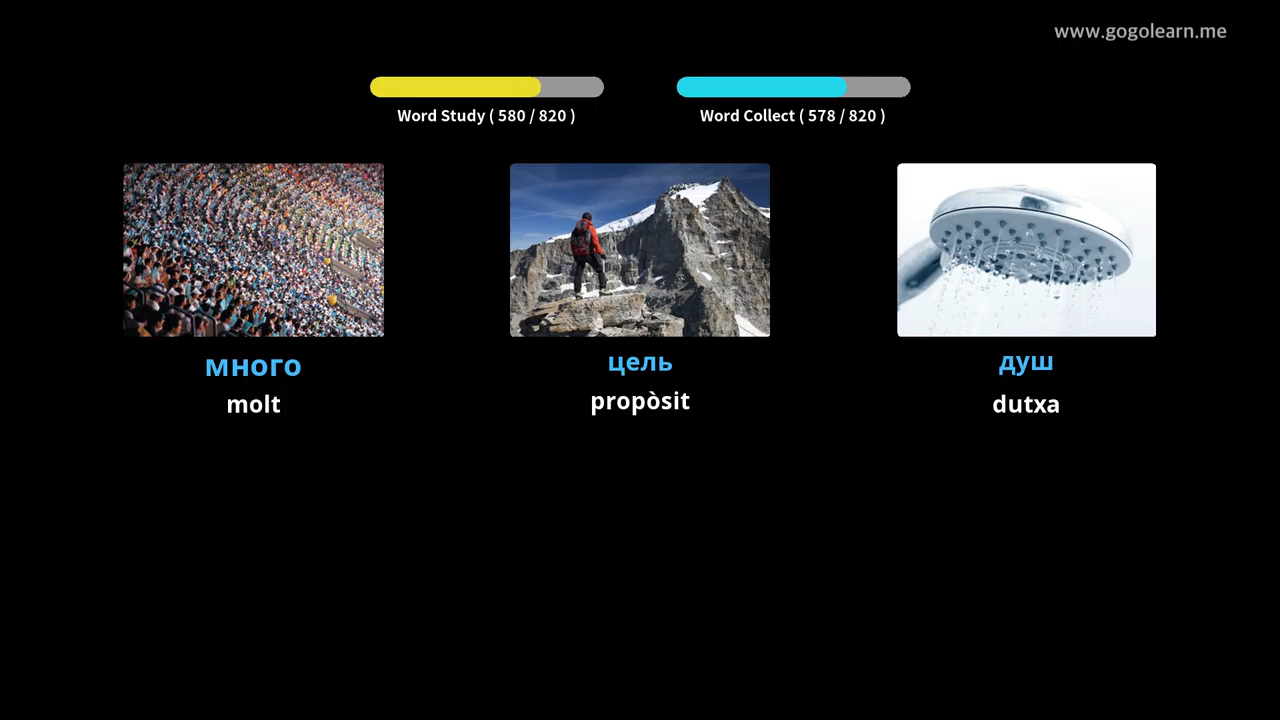 www.gogolearn.me
Word Study ( 580 / 820 )
Word Collect ( 578 / 820 )
много
цель
душ
molt
propòsit
dutxa